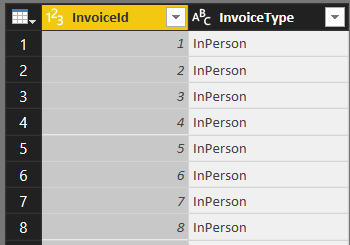 123 InvoiceId ABC InvoiceType
1 1 InPerson
2 2 InPerson
3 3 InPerson
4 4 InPerson
5 5 InPerson
6 6 InPerson
7 7 InPerson
8 8 InPerson